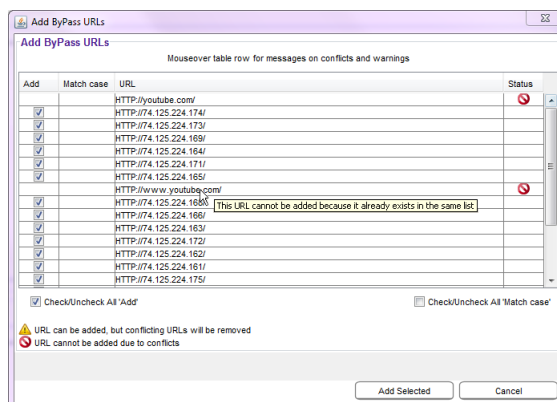 Add ByPass URLs
Add ByPass URLs
Mouseover table row for messages on conflicts and warnings
Add Match case URL Status
HTTP://youtube.com/
HTTP://74.125.224.174/
HTTP://74.125.224.173/
HTTP://74.125.224.169/
HTTP://74.125.224.164/
HTTP://74.125.224.171/
HTTP://74.125.224.165/
HTTP://www.youtube.com/
HTTP://74.125.224.168/
This URL cannot be added because it already exists in the same list
HTTP://74.125.224.166/
HTTP://74.125.224.163/
HTTP://74.125.224.172/
HTTP://74.125.224.162/
HTTP://74.125.224.161/
HTTP://74.125.224.175/
Check/Uncheck All 'Add' Check/Uncheck All 'Match case'
URL can be added, but conflicting URLs will be removed
URL cannot be added due to conflicts
Add Selected Cancel